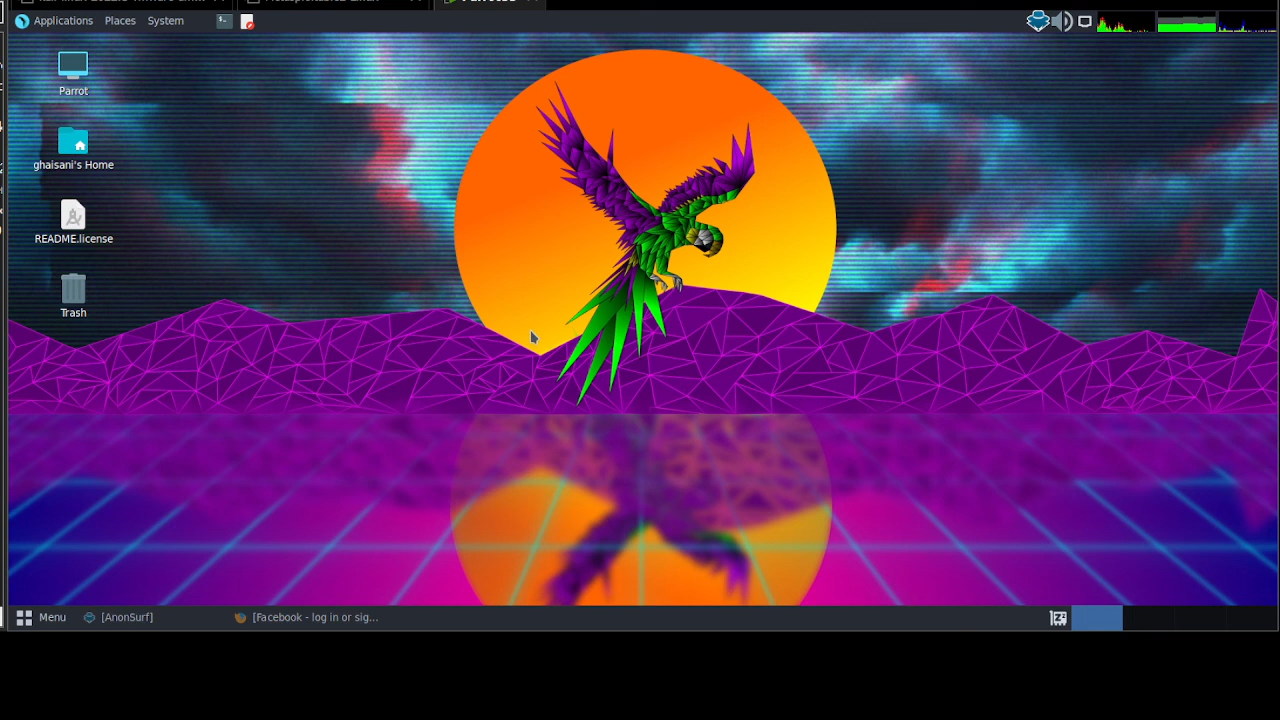 Applications Places System
Parrot
ghaisani's Home
README.license
Trash
Menu [AnonSurf] [Facebook - log in or sig...